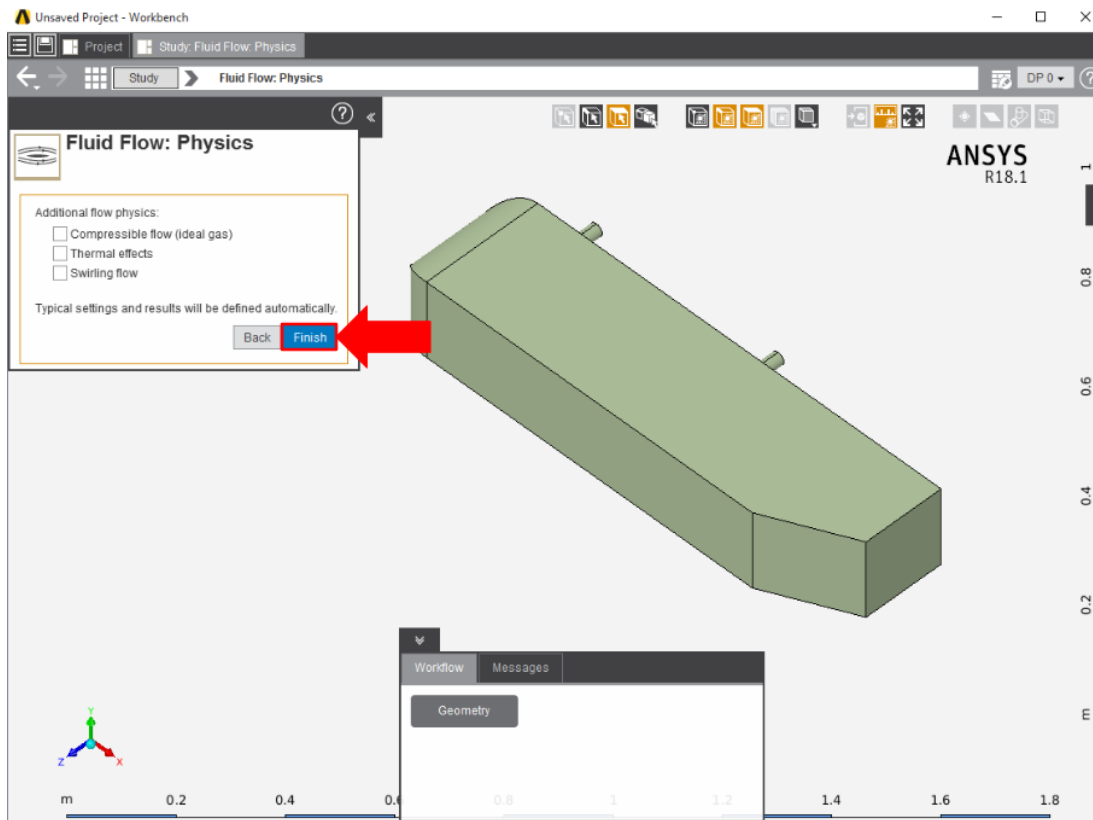 Unsaved Project - Workbench
Project
Study: Fluid Flow: Physics
Study
Fluid Flow: Physics
DP 0
?
?
«
Fluid Flow: Physics
Additional flow physics:
Compressible flow (ideal gas)
Thermal effects
Swirling flow
Typical settings and results will be defined automatically.
Back
Finish
ANSYS
R18.1
1
0.8
0.6
0.4
0.2
m
Workflow
Messages
Geometry
Y
Z
X
m
0.2
0.4
0.6
0.8
1
1.2
1.4
1.6
1.8